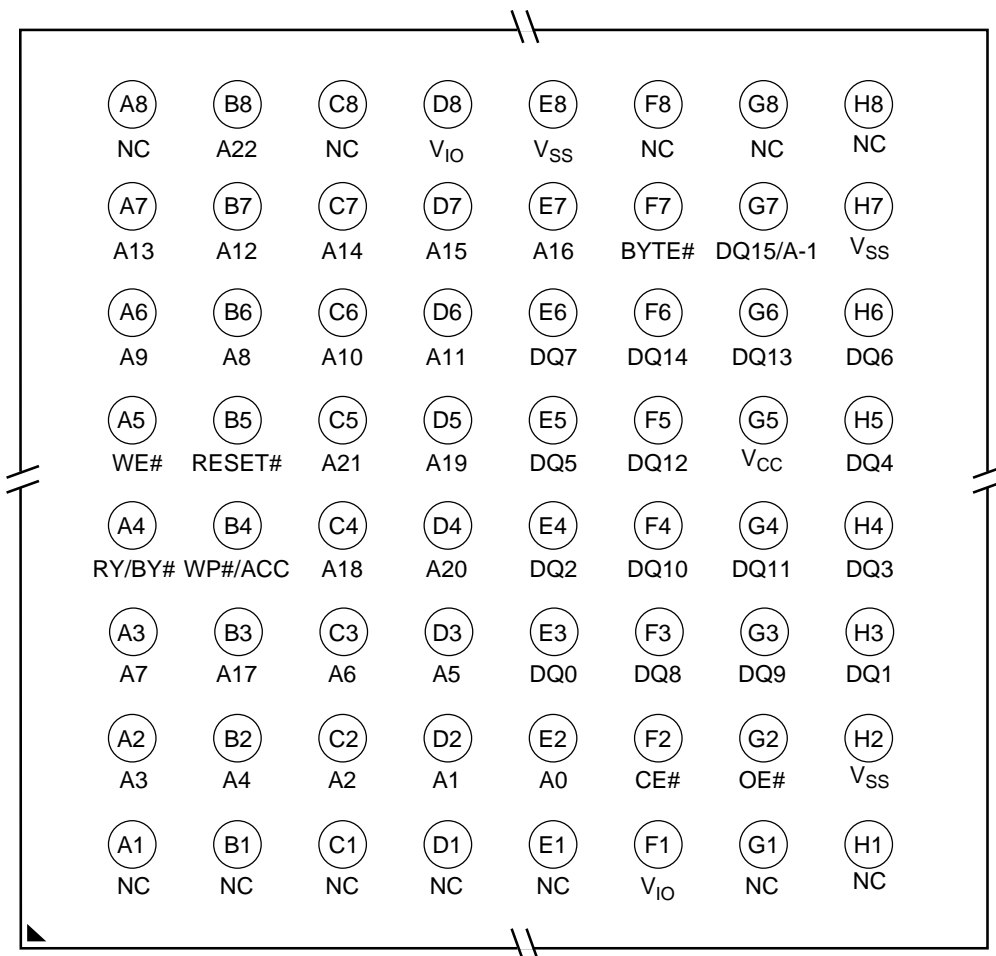 A8 B8 C8 D8 E8 F8 G8 H8
NC A22 NC VIO VSS NC NC NC
A7 B7 C7 D7 E7 F7 G7 H7
A13 A12 A14 A15 A16 BYTE# DQ15/A-1 VSS
A6 B6 C6 D6 E6 F6 G6 H6
A9 A8 A10 A11 DQ7 DQ14 DQ13 DQ6
A5 B5 C5 D5 E5 F5 G5 H5
WE# RESET# A21 A19 DQ5 DQ12 VCC DQ4
A4 B4 C4 D4 E4 F4 G4 H4
RY/BY# WP#/ACC A18 A20 DQ2 DQ10 DQ11 DQ3
A3 B3 C3 D3 E3 F3 G3 H3
A7 A17 A6 A5 DQ0 DQ8 DQ9 DQ1
A2 B2 C2 D2 E2 F2 G2 H2
A3 A4 A2 A1 A0 CE# OE# VSS
A1 B1 C1 D1 E1 F1 G1 H1
NC NC NC NC NC VIO NC NC